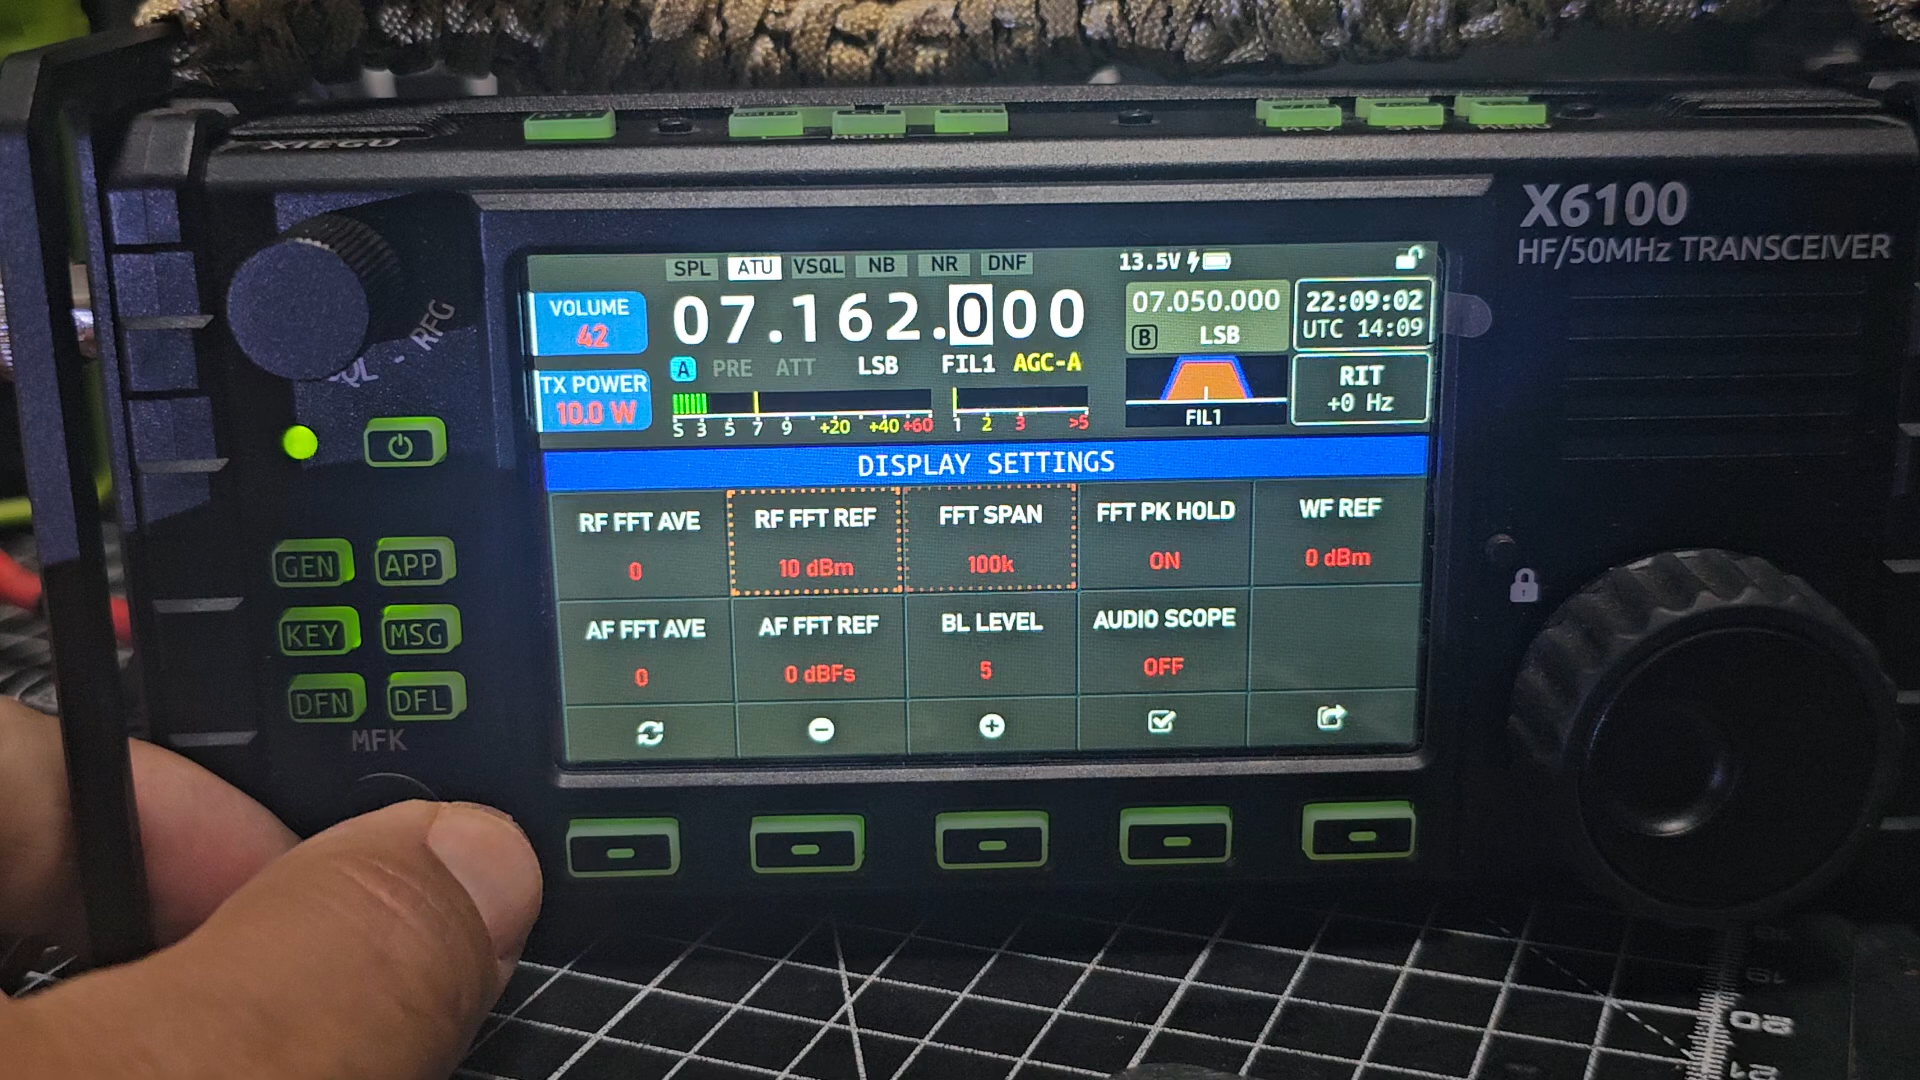 XIEGU
MODE
SPL
MENU
X6100
HF/50MHz TRANSCEIVER
RFG
SPL ATU VSQL NB NR DNF
13.5V
VOLUME
42
07.162.000
07.050.000
B LSB
22:09:02
UTC 14:09
A PRE ATT LSB FIL1 AGC-A
TX POWER
10.0 W
S 3 5 7 9 +20 +40 +60
1 2 3 >5
FIL1
RIT
+0 Hz
DISPLAY SETTINGS
RF FFT AVE RF FFT REF FFT SPAN FFT PK HOLD WF REF
0 10 dBm 100k ON 0 dBm
AF FFT AVE AF FFT REF BL LEVEL AUDIO SCOPE
0 0 dBFs 5 OFF
GEN APP
KEY MSG
DFN DFL
MFK